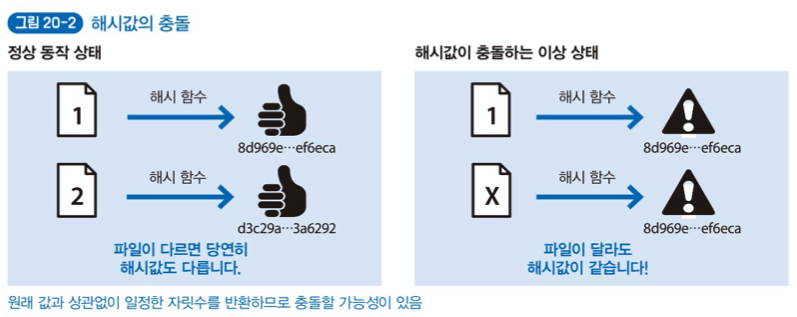 그림 20-2 해시값의 충돌
정상 동작 상태
1
해시 함수
8d969e…ef6eca
2
해시 함수
d3c29a…3a6292
파일이 다르면 당연히
해시값도 다릅니다.
해시값이 충돌하는 이상 상태
1
해시 함수
8d969e…ef6eca
X
해시 함수
8d969e…ef6eca
파일이 달라도
해시값이 같습니다!
원래 값과 상관없이 일정한 자릿수를 반환하므로 충돌할 가능성이 있음